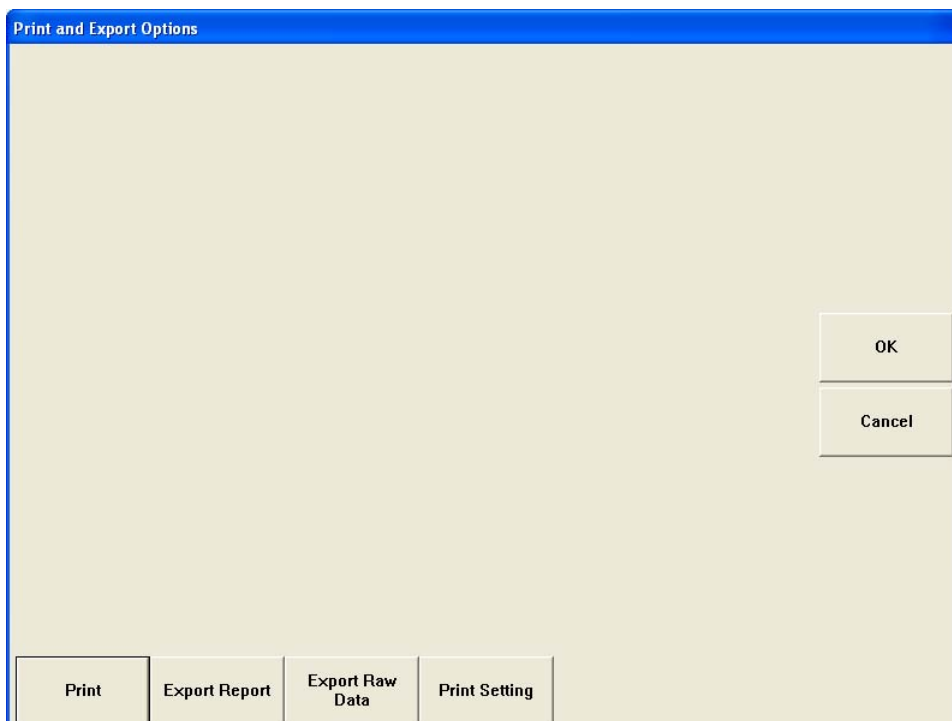 Print and Export Options
OK
Cancel
Print
Export Report
Export Raw
Data
Print Setting